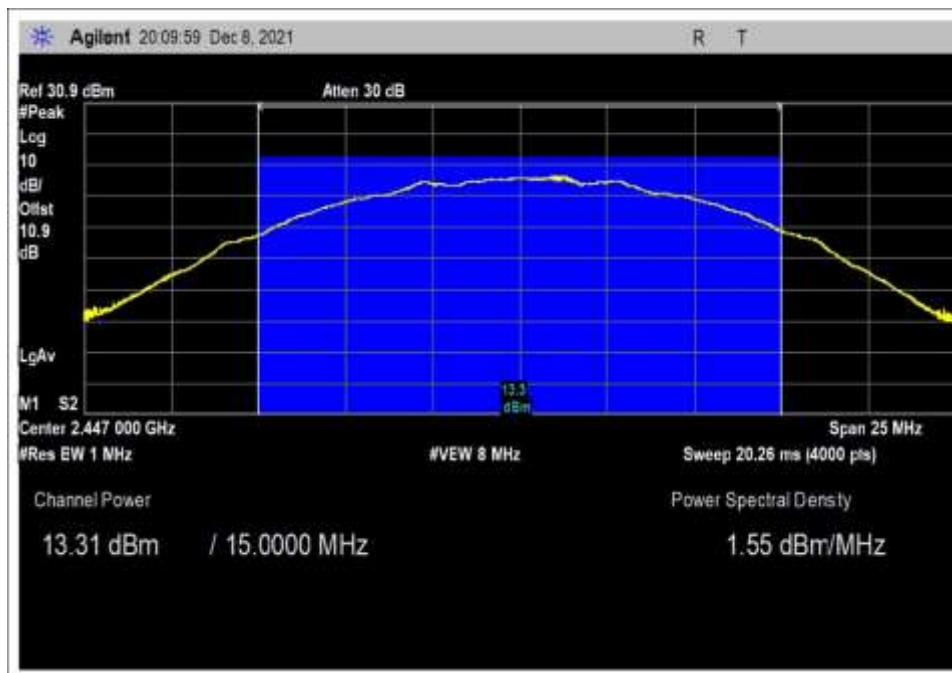 Agilent 20:09:59 Dec 8, 2021 R T
Ref 30.9 dBm Atten 30 dB
#Peak
Log
10
dB/
Offst
10.9
dB
LgAv
13.3
dBm
M1 S2
Center 2.447 000 GHz Span 25 MHz
#Res BW 1 MHz #VBW 8 MHz Sweep 20.26 ms (4000 pts)
Channel Power Power Spectral Density
13.31 dBm / 15.0000 MHz 1.55 dBm/MHz